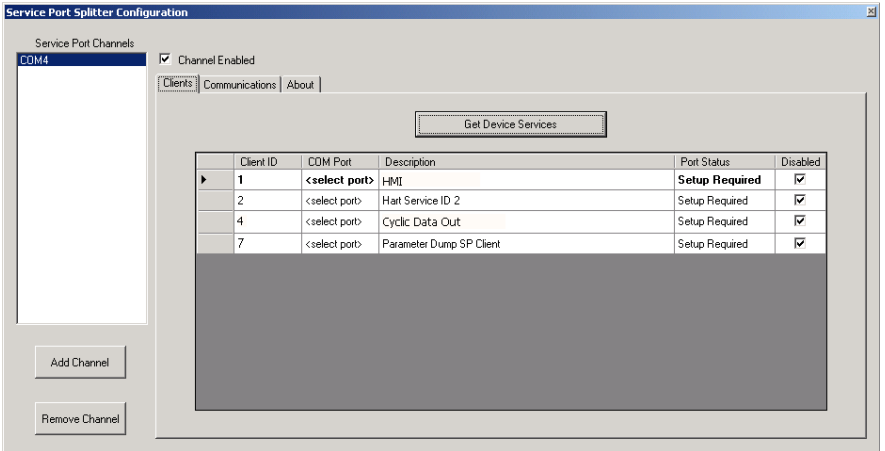 Service Port Splitter Configuration
Service Port Channels
COM4
Channel Enabled
Clients Communications About
Get Device Services
Client ID COM Port Description Port Status Disabled
1 <select port> HMI Setup Required
2 <select port> Hart Service ID 2 Setup Required
4 <select port> Cyclic Data Out Setup Required
7 <select port> Parameter Dump SP Client Setup Required
Add Channel
Remove Channel